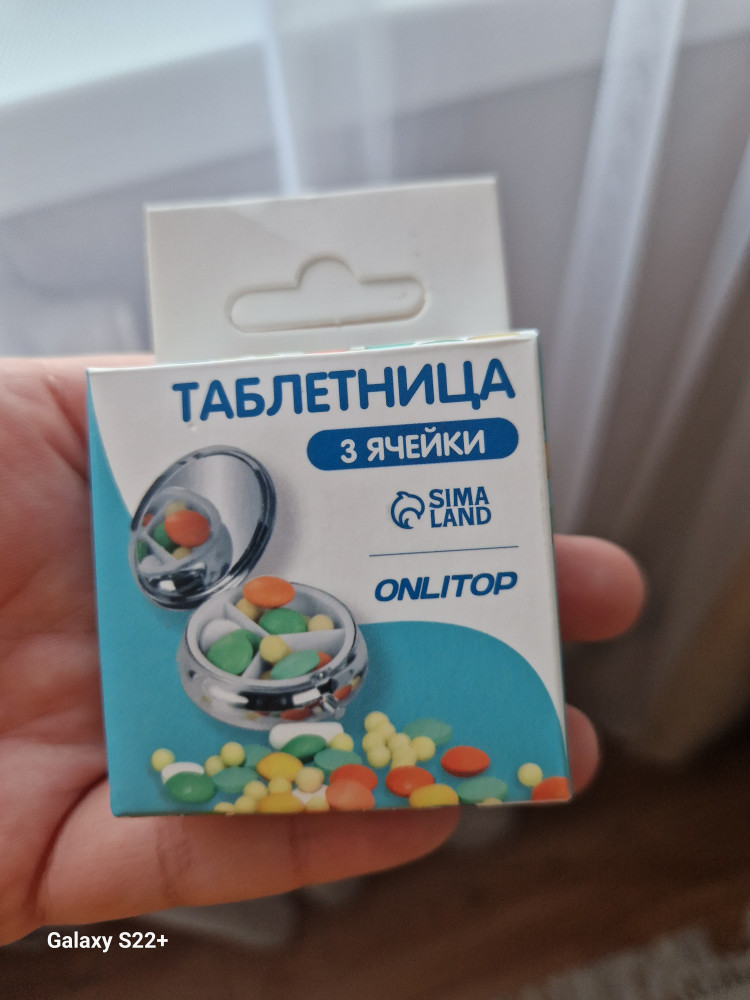 ТАБЛЕТНИЦА
3 ЯЧЕЙКИ
SIMA
LAND
ONLITOP
Galaxy S22+